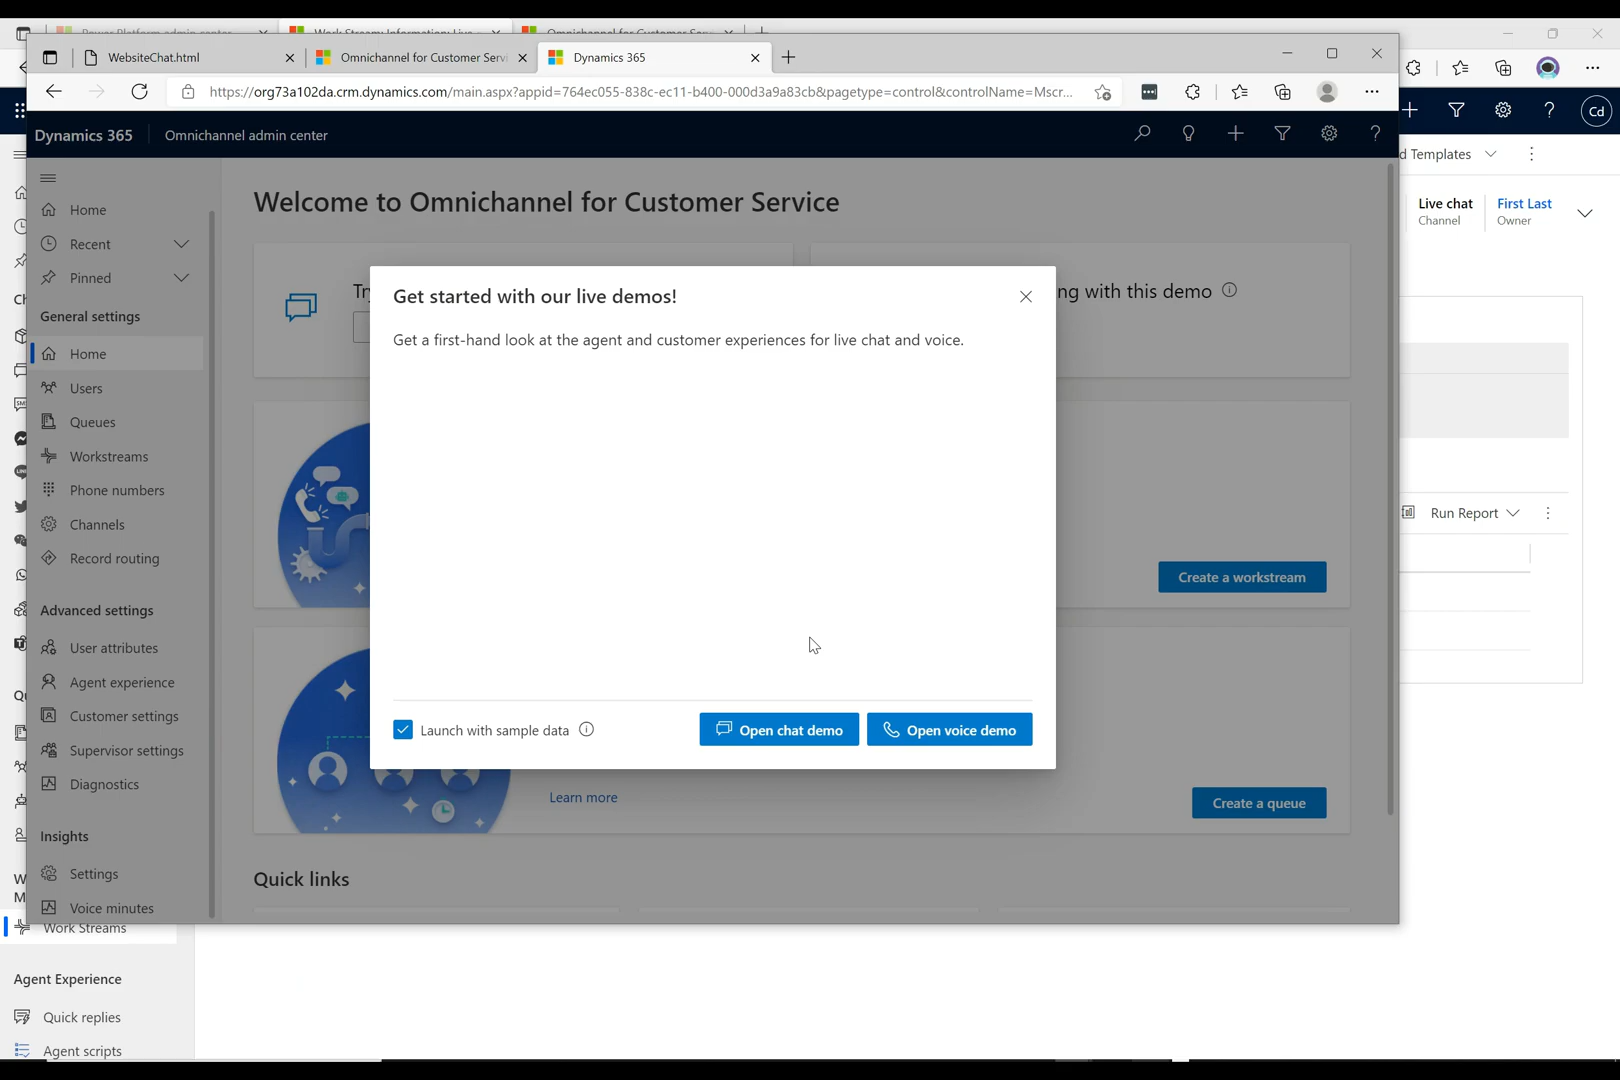 WebsiteChat.html
Omnichannel for Customer Servi
Dynamics 365
https://org73a102da.crm.dynamics.com/main.aspx?appid=764ec055-838c-ec11-b400-000d3a9a83cb&pagetype=control&controlName=Mscr...
Dynamics 365
Omnichannel admin center
Cd
d Templates
Live chat
Channel
First Last
Owner
Run Report
Home
Recent
Pinned
General settings
Home
Users
Queues
Workstreams
Phone numbers
Channels
Record routing
Advanced settings
User attributes
Agent experience
Customer settings
Supervisor settings
Diagnostics
Insights
Settings
Voice minutes
Work Streams
Agent Experience
Quick replies
Agent scripts
Welcome to Omnichannel for Customer Service
ng with this demo
Get started with our live demos!
Get a first-hand look at the agent and customer experiences for live chat and voice.
Launch with sample data
Open chat demo
Open voice demo
Create a workstream
Learn more
Create a queue
Quick links